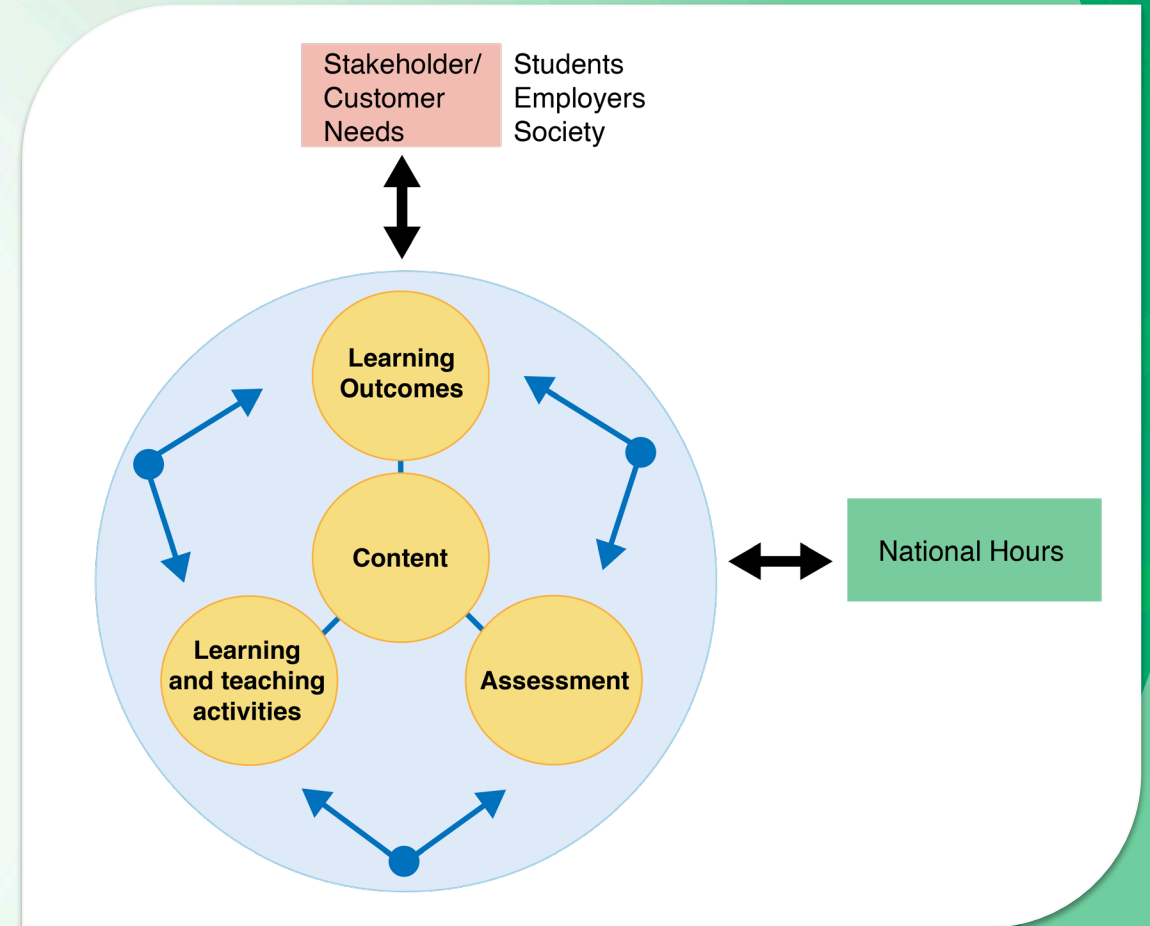 Stakeholder/
Customer
Needs
Students
Employers
Society
Learning
Outcomes
Content
National Hours
Learning
and teaching
activities
Assessment